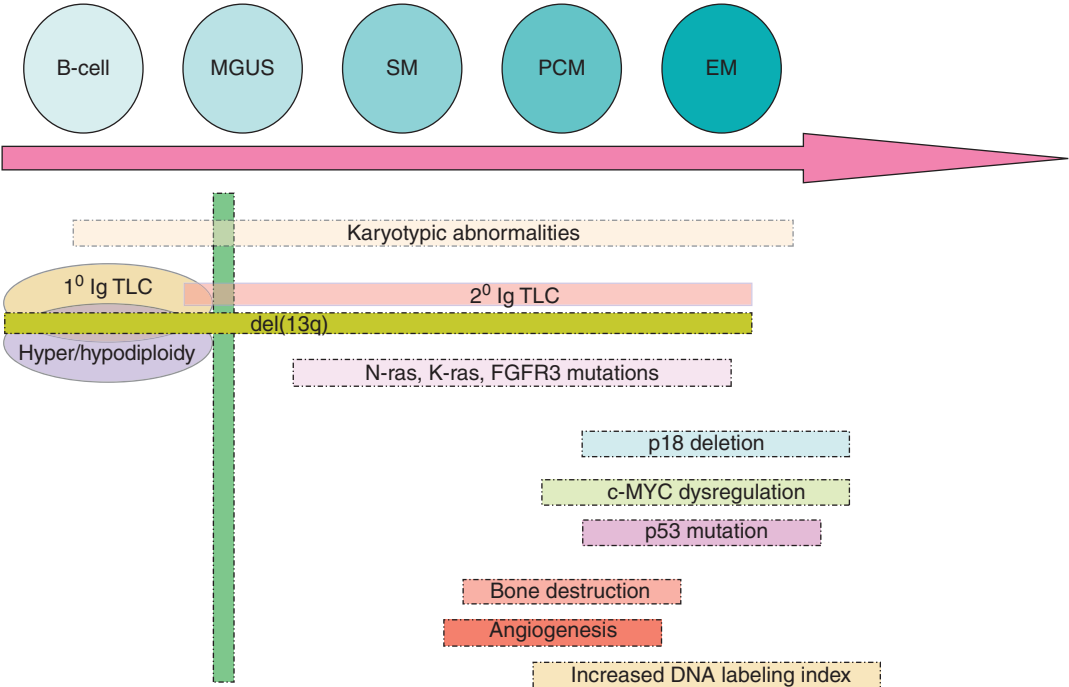 B-cell
MGUS
SM
PCM
EM
Karyotypic abnormalities
1⁰ Ig TLC
2⁰ Ig TLC
del(13q)
Hyper/hypodiploidy
N-ras, K-ras, FGFR3 mutations
p18 deletion
c-MYC dysregulation
p53 mutation
Bone destruction
Angiogenesis
Increased DNA labeling index